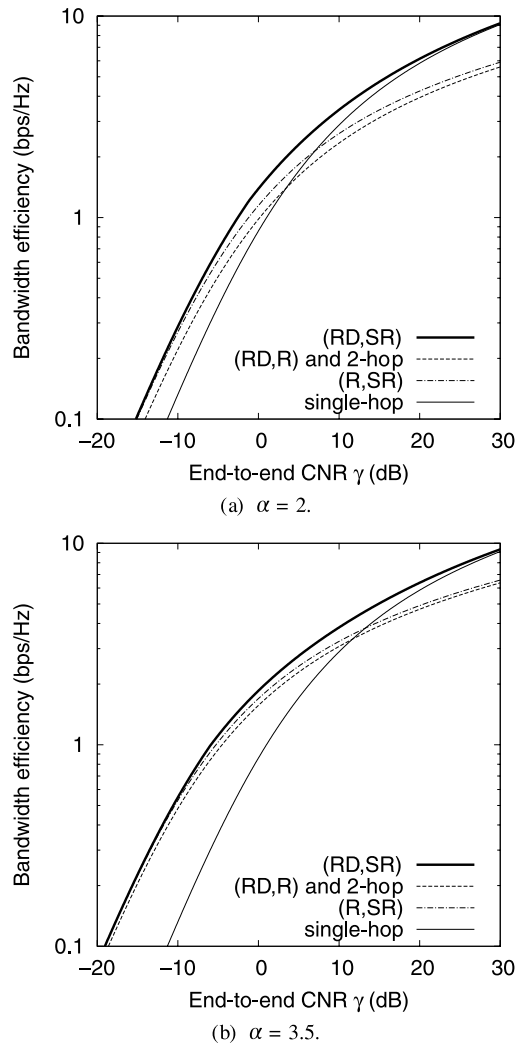 10
1
0.1
Bandwidth efficiency (bps/Hz)
(RD,SR)
(RD,R) and 2-hop
(R,SR)
single-hop
−20 −10 0 10 20 30
End-to-end CNR γ (dB)
(a) α = 2.
10
1
0.1
Bandwidth efficiency (bps/Hz)
(RD,SR)
(RD,R) and 2-hop
(R,SR)
single-hop
−20 −10 0 10 20 30
End-to-end CNR γ (dB)
(b) α = 3.5.